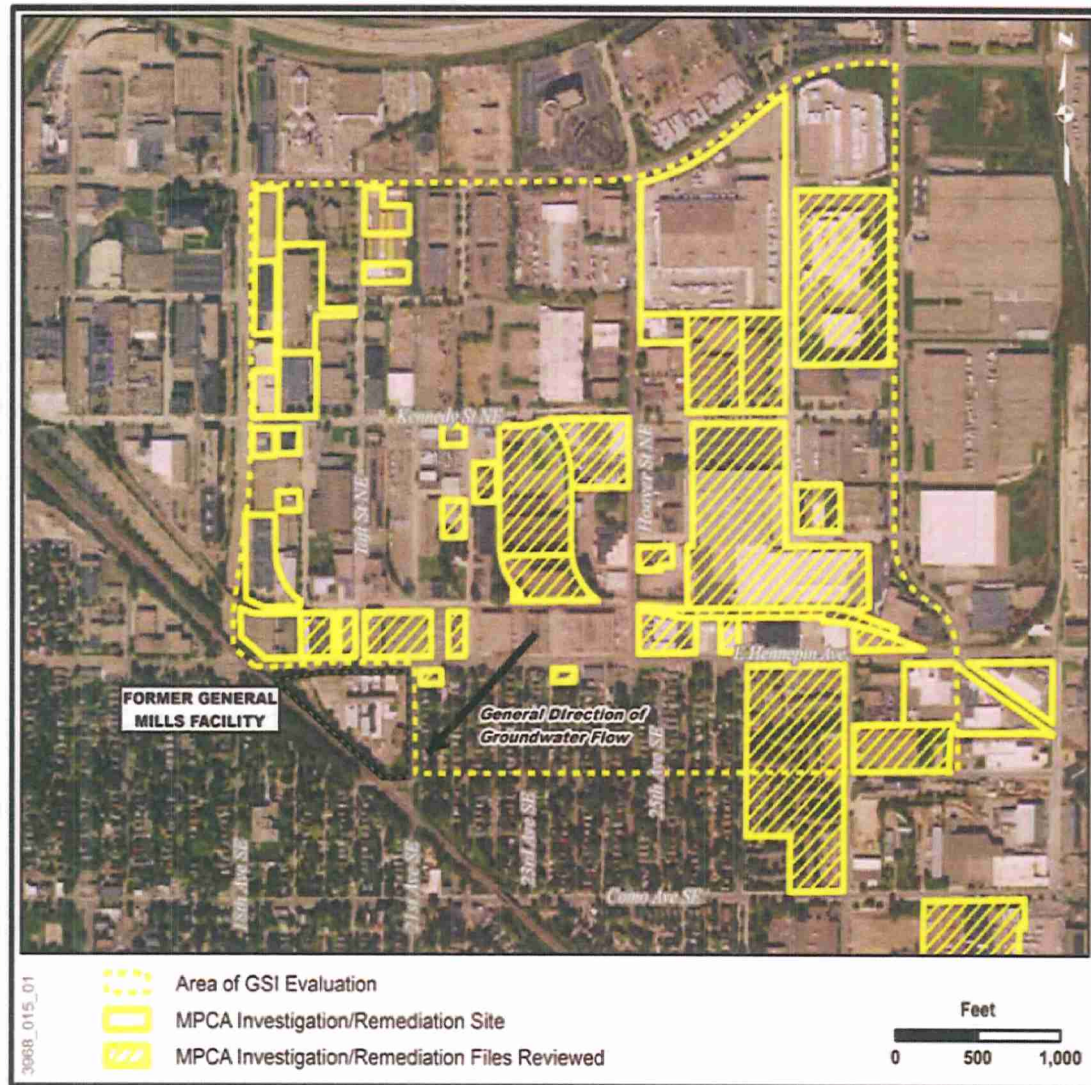 Z
Kennedy St NE
Taft St NE
Hoover St NE
E Hennepin Ave
FORMER GENERAL
MILLS FACILITY
General Direction of
Groundwater Flow
18th Ave SE
21st Ave SE
23rd Ave SE
25th Ave SE
Como Ave SE
3968_015_01
Area of GSI Evaluation
MPCA Investigation/Remediation Site
MPCA Investigation/Remediation Files Reviewed
Feet
0 500 1,000